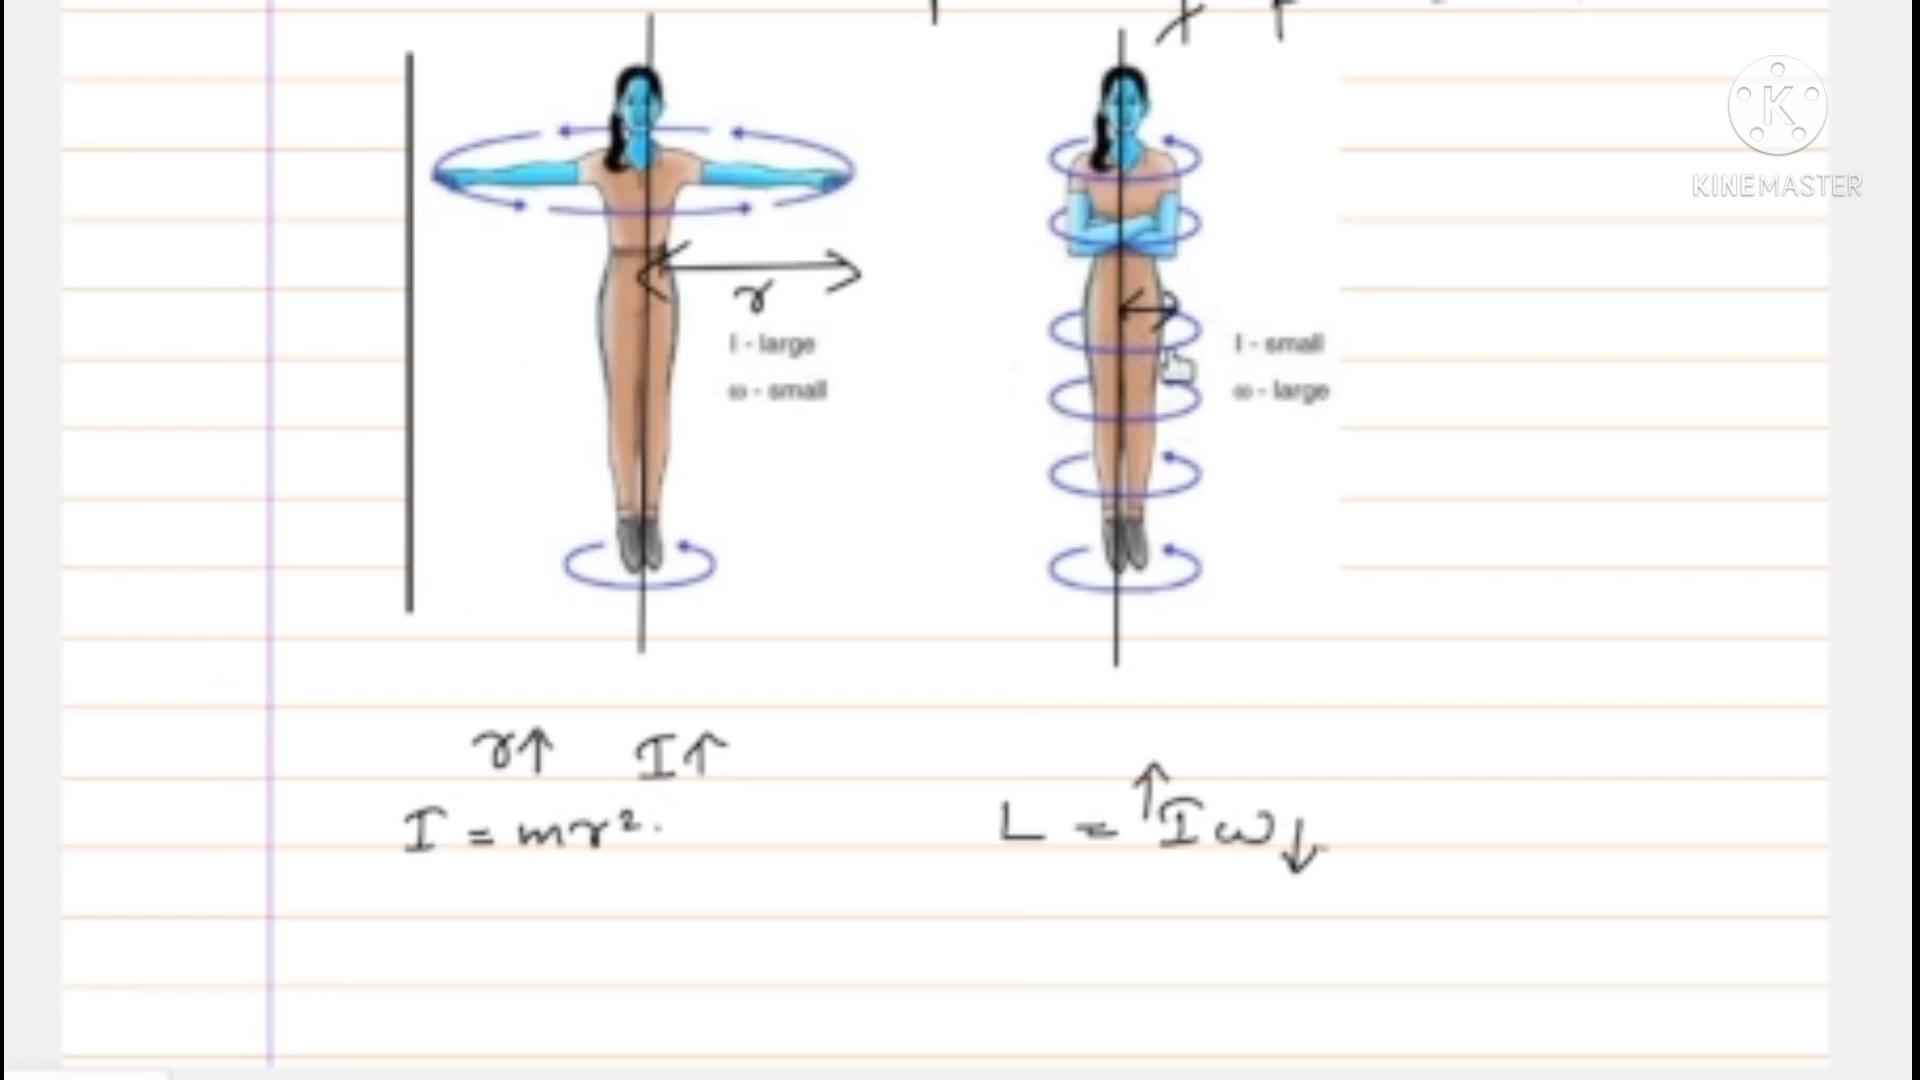 KINEMASTER
r
I - large
ω - small
I - small
ω - large
r↑ I↑
I = mr².
L = ↑Iω↓